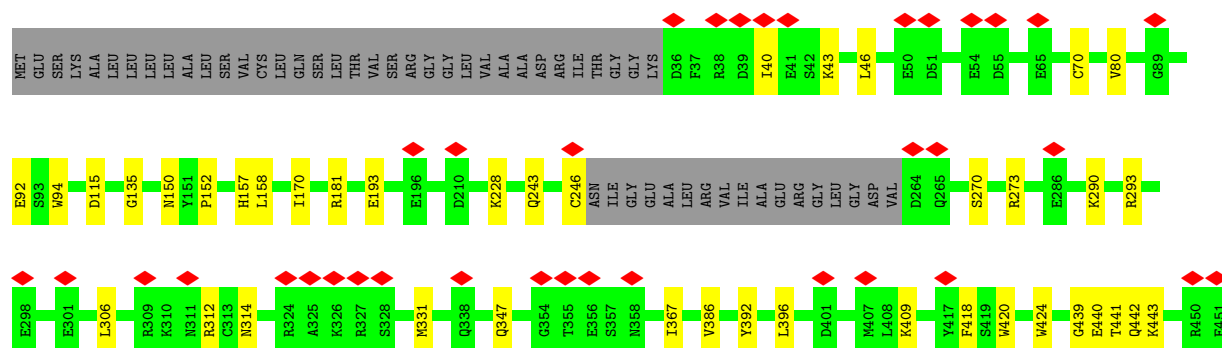 MET GLU SER LYS ALA LEU LEU LEU LEU ALA LEU SER VAL CYS LEU GLN SER LEU THR VAL SER ARG GLY GLY LEU VAL ALA ALA ASP ARG ILE THR GLY GLY LYS D36 F37 R38 D39 I40 E41 S42 K43 L46 E50 D51 E54 D55 E65 C70 V80 G89
E92 S93 W94 D115 G135 N150 Y151 P152 H157 L158 I170 R181 E193 E196 D210 K228 Q243 C246 ASN ILE GLY GLU ALA LEU ARG VAL ILE ALA GLU ARG GLY LEU GLY ASP VAL D264 Q265 S270 R273 E286 K290 R293
E298 E301 L306 R309 K310 N311 R312 C313 N314 R324 A325 K326 R327 S328 M331 Q338 Q347 G354 T355 E356 S357 N358 I367 V386 Y392 L396 D401 M407 L408 K409 Y417 F418 S419 W420 W424 G439 E440 T441 Q442 K443 R450 E451